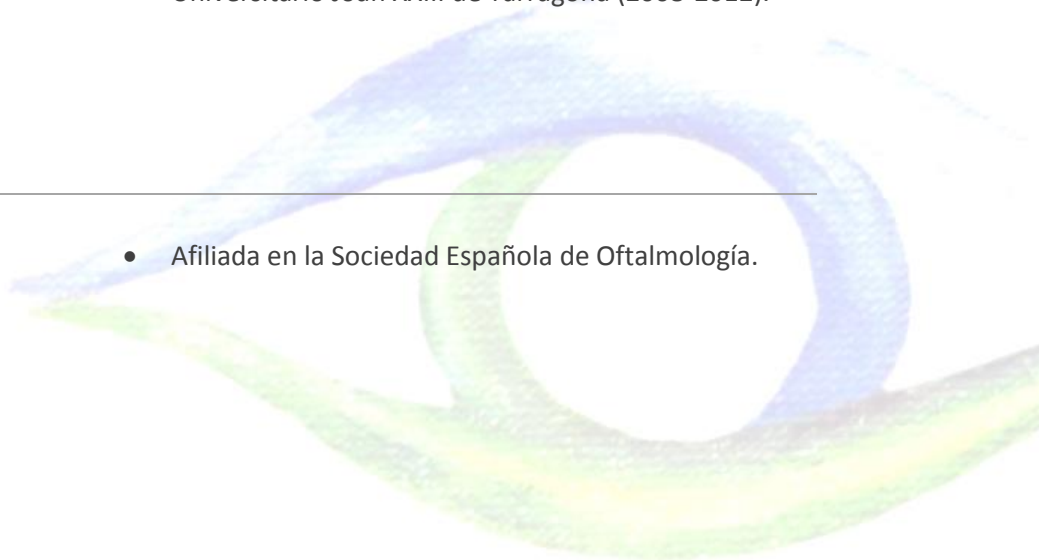 Universitario Joan XXIII de Tarragona
• Afiliada en la Sociedad Española de Oftalmología.